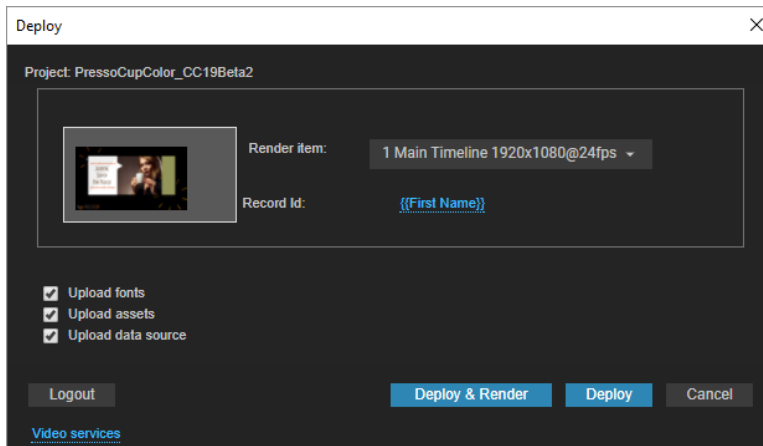 Deploy
Project: PressoCupColor_CC19Beta2
Render item:
1 Main Timeline 1920x1080@24fps
Record Id:
{{First Name}}
Upload fonts
Upload assets
Upload data source
Logout
Deploy & Render
Deploy
Cancel
Video services